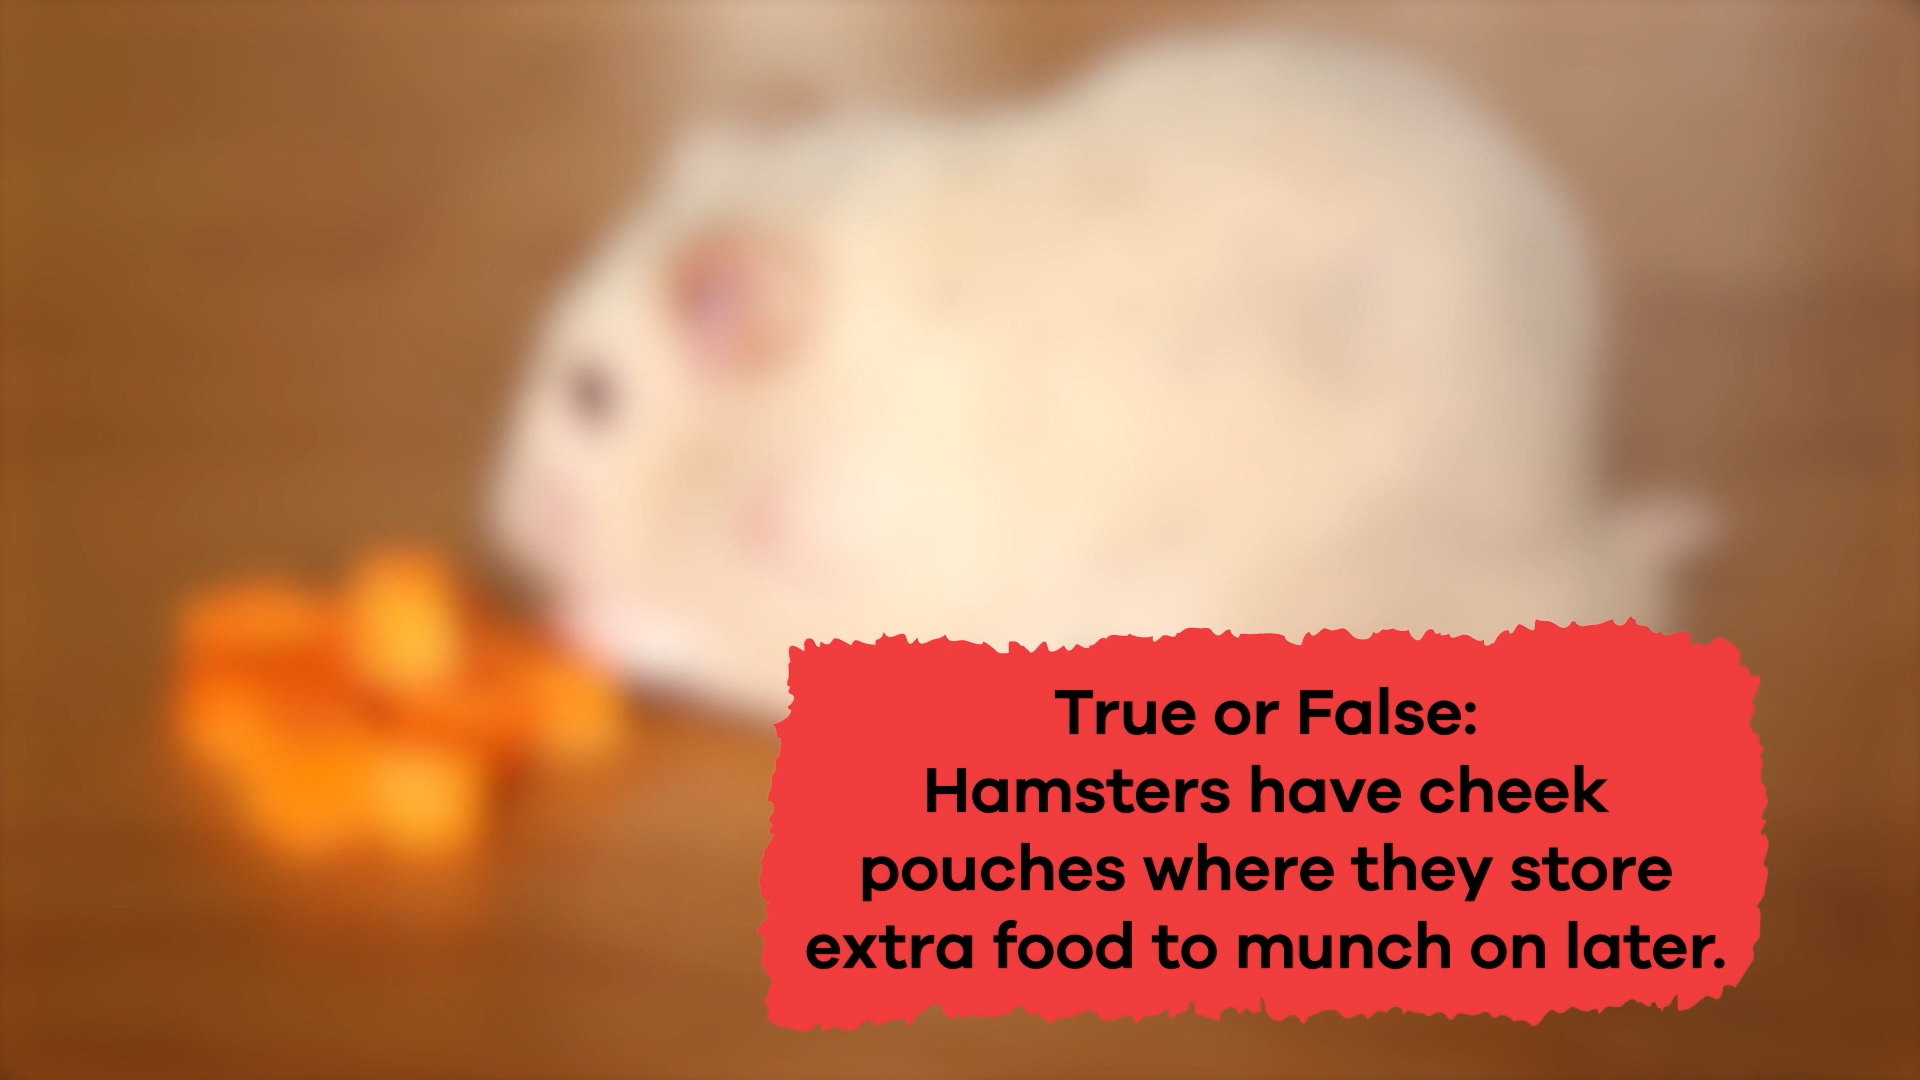 True or False:
Hamsters have cheek
pouches where they store
extra food to munch on later.